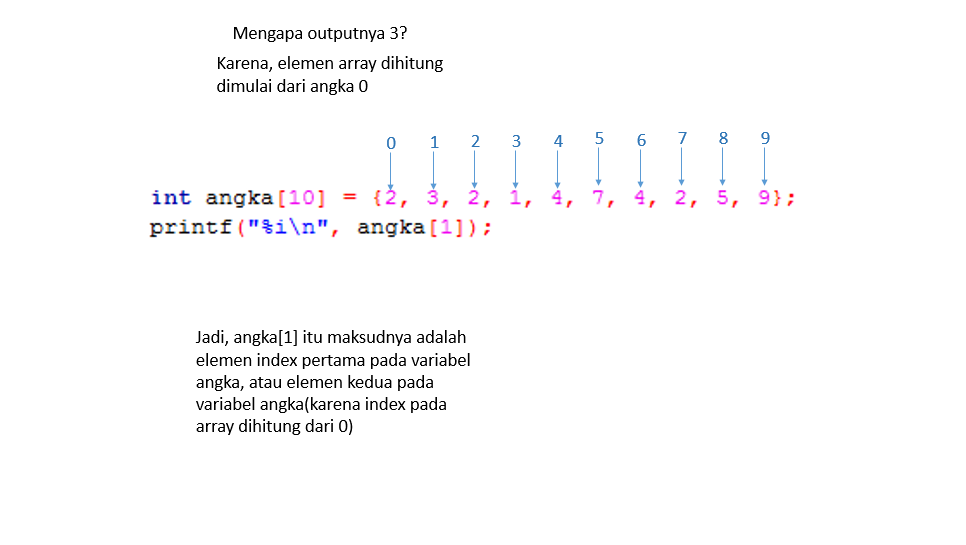 Mengapa outputnya 3?
Karena, elemen array dihitung
dimulai dari angka 0
0 1 2 3 4 5 6 7 8 9
int angka[10] = {2, 3, 2, 1, 4, 7, 4, 2, 5, 9};
printf("%i\n", angka[1]);
Jadi, angka[1] itu maksudnya adalah
elemen index pertama pada variabel
angka, atau elemen kedua pada
variabel angka(karena index pada
array dihitung dari 0)